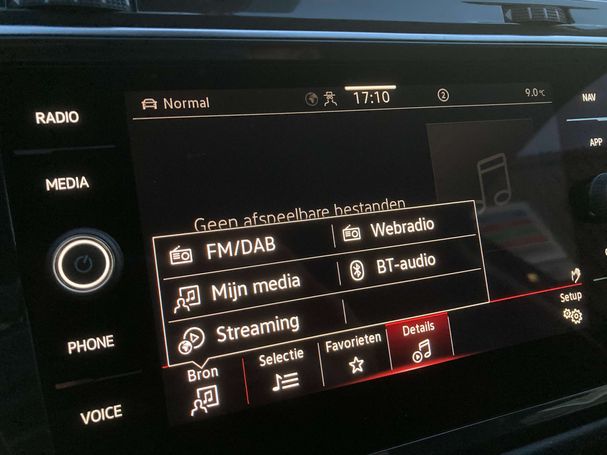 RADIO
MEDIA
PHONE
VOICE
Normal
17:10
2
9.0 °C
NAV
APP
Geen afspeelbare bestanden
FM/DAB
Webradio
Mijn media
BT-audio
Streaming
Bron
Selectie
Favorieten
Details
Setup